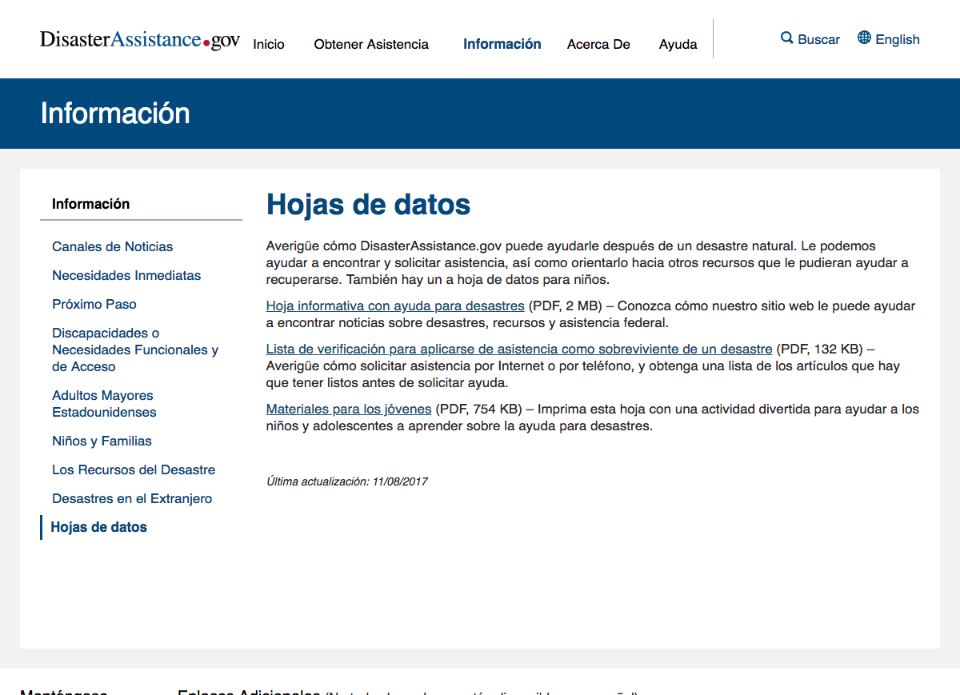 DisasterAssistance.gov
Inicio
Obtener Asistencia
Información
Acerca De
Ayuda
Buscar
English
Información
Información
Canales de Noticias
Necesidades Inmediatas
Próximo Paso
Discapacidades o
Necesidades Funcionales y
de Acceso
Adultos Mayores
Estadounidenses
Niños y Familias
Los Recursos del Desastre
Desastres en el Extranjero
Hojas de datos
Hojas de datos
Averigüe cómo DisasterAssistance.gov puede ayudarle después de un desastre natural. Le podemos
ayudar a encontrar y solicitar asistencia, así como orientarlo hacia otros recursos que le pudieran ayudar a
recuperarse. También hay un a hoja de datos para niños.
Hoja informativa con ayuda para desastres (PDF, 2 MB) – Conozca cómo nuestro sitio web le puede ayudar
a encontrar noticias sobre desastres, recursos y asistencia federal.
Lista de verificación para aplicarse de asistencia como sobreviviente de un desastre (PDF, 132 KB) –
Averigüe cómo solicitar asistencia por Internet o por teléfono, y obtenga una lista de los artículos que hay
que tener listos antes de solicitar ayuda.
Materiales para los jóvenes (PDF, 754 KB) – Imprima esta hoja con una actividad divertida para ayudar a los
niños y adolescentes a aprender sobre la ayuda para desastres.
Última actualización: 11/08/2017
Enlaces Adicionales